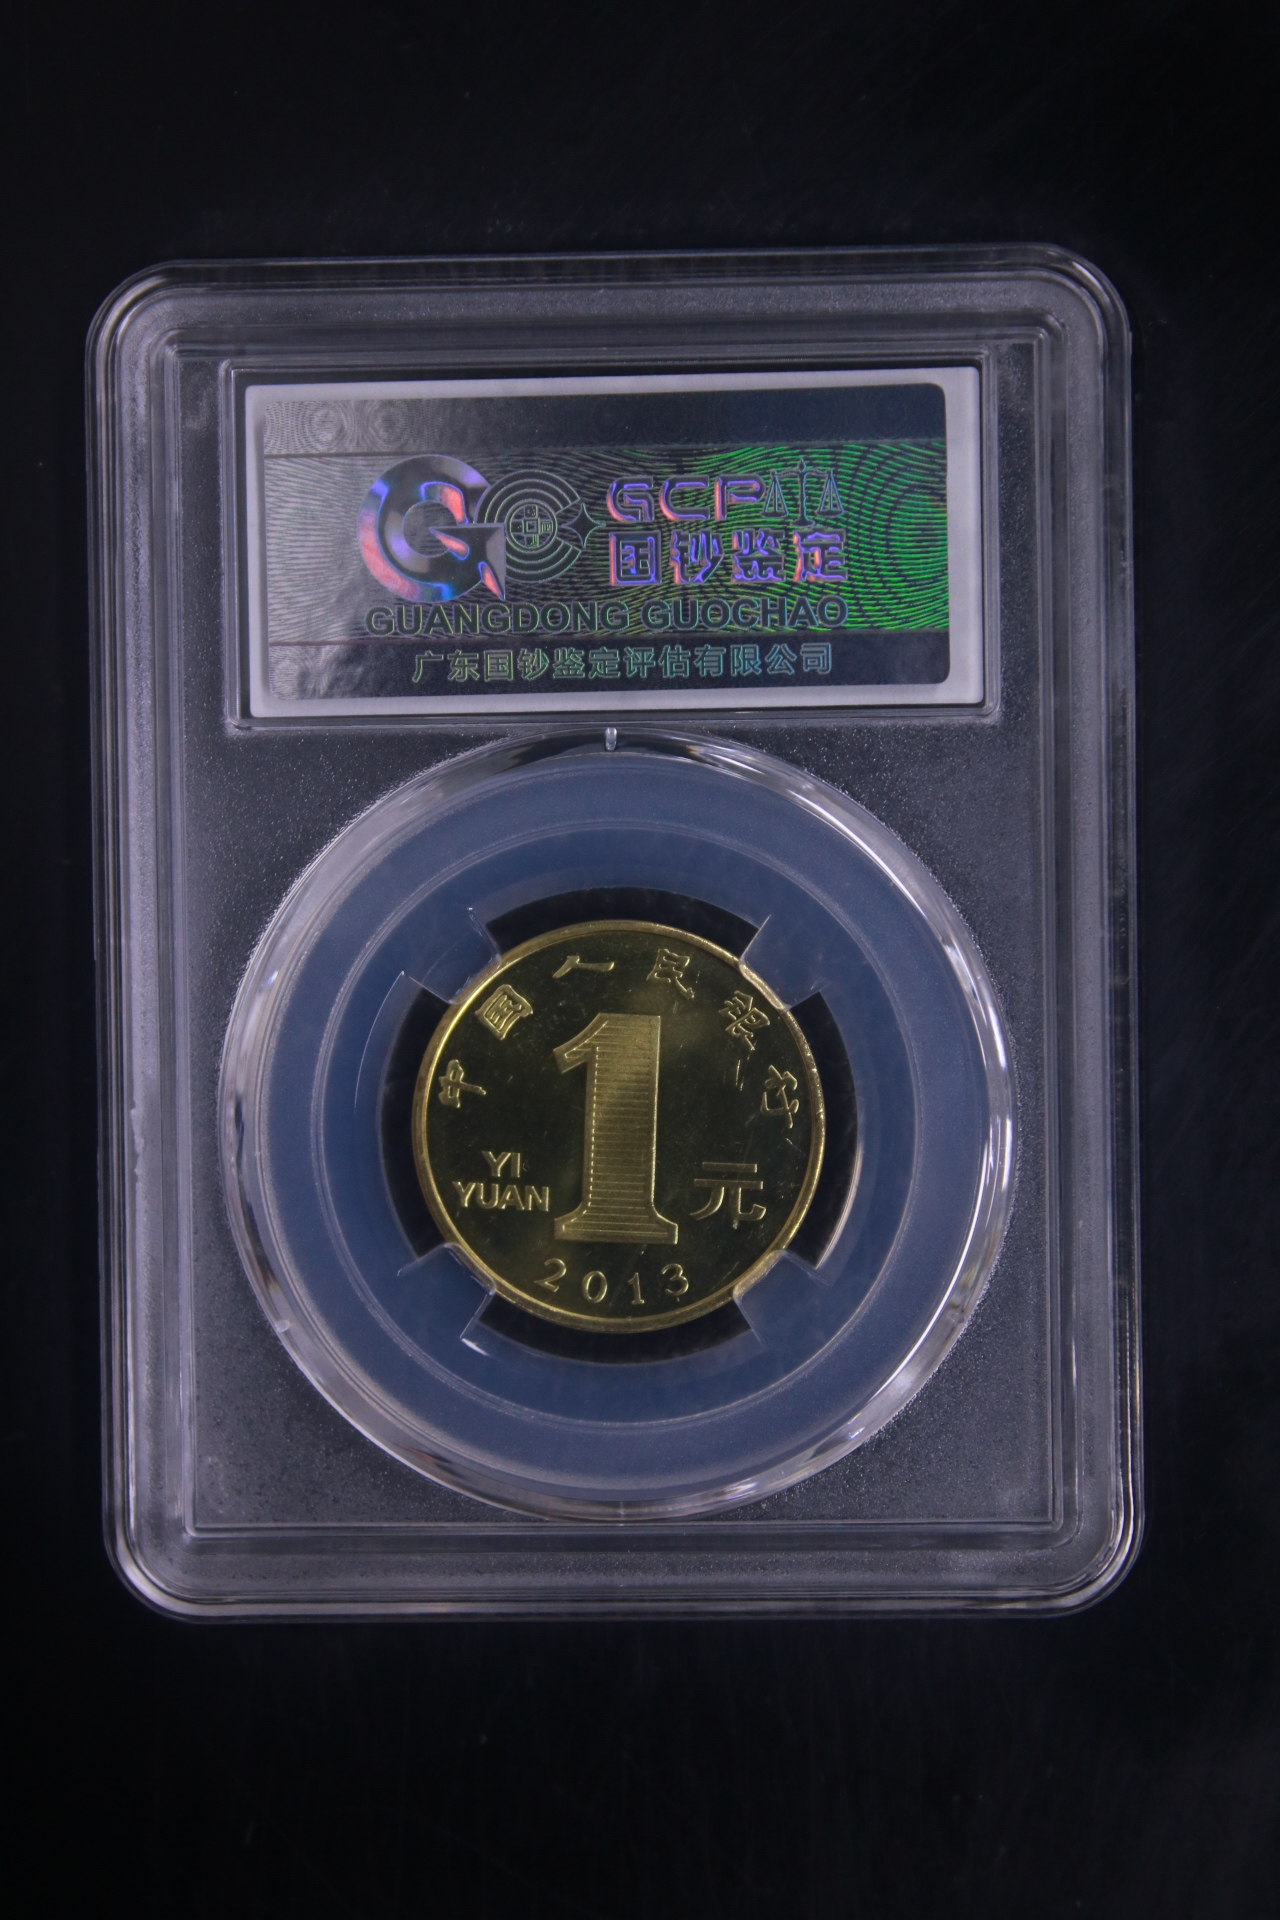 GCP
国钞鉴定
GUANGDONG GUOCHAO
广东国钞鉴定评估有限公司
中国人民银行
1
YI
YUAN
元
2013